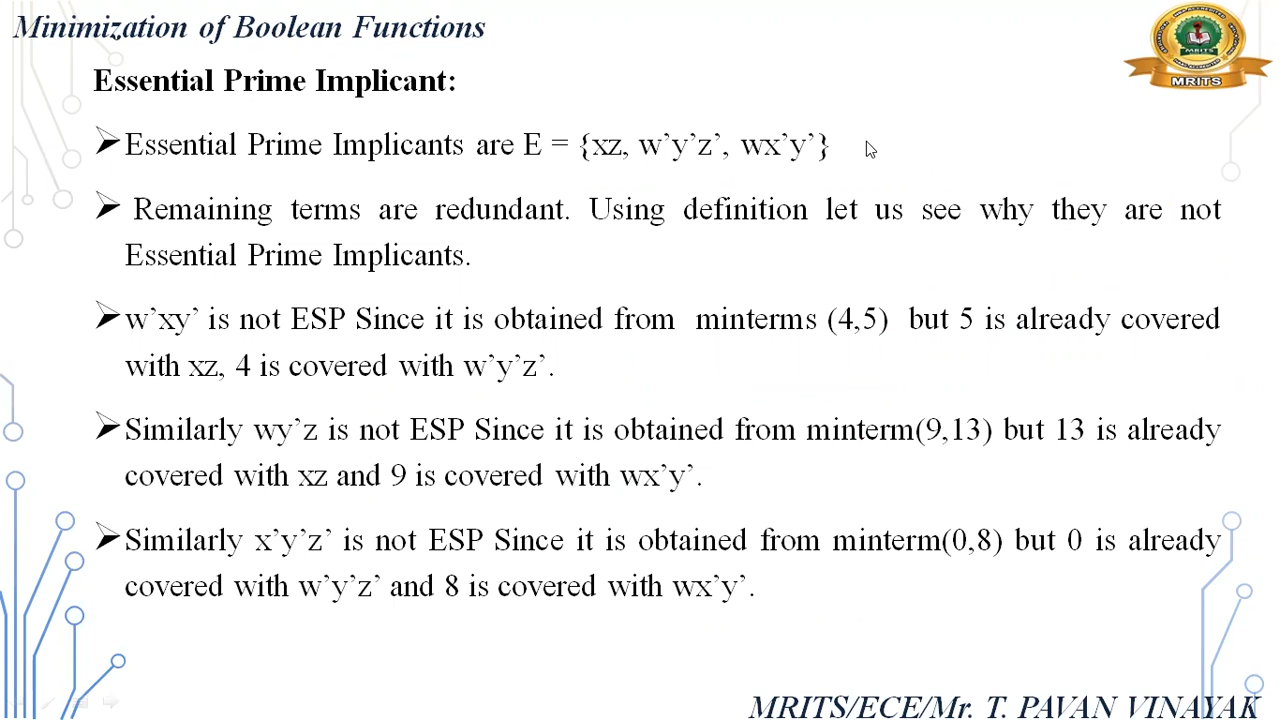 Minimization of Boolean Functions
MRITS
MRITS
Essential Prime Implicant:
➢Essential Prime Implicants are E = {xz, w’y’z’, wx’y’}
➢ Remaining terms are redundant. Using definition let us see why they are not
Essential Prime Implicants.
➢w’xy’ is not ESP Since it is obtained from minterms (4,5) but 5 is already covered
with xz, 4 is covered with w’y’z’.
➢Similarly wy’z is not ESP Since it is obtained from minterm(9,13) but 13 is already
covered with xz and 9 is covered with wx’y’.
➢Similarly x’y’z’ is not ESP Since it is obtained from minterm(0,8) but 0 is already
covered with w’y’z’ and 8 is covered with wx’y’.
MRITS/ECE/Mr. T. PAVAN VINAYAK